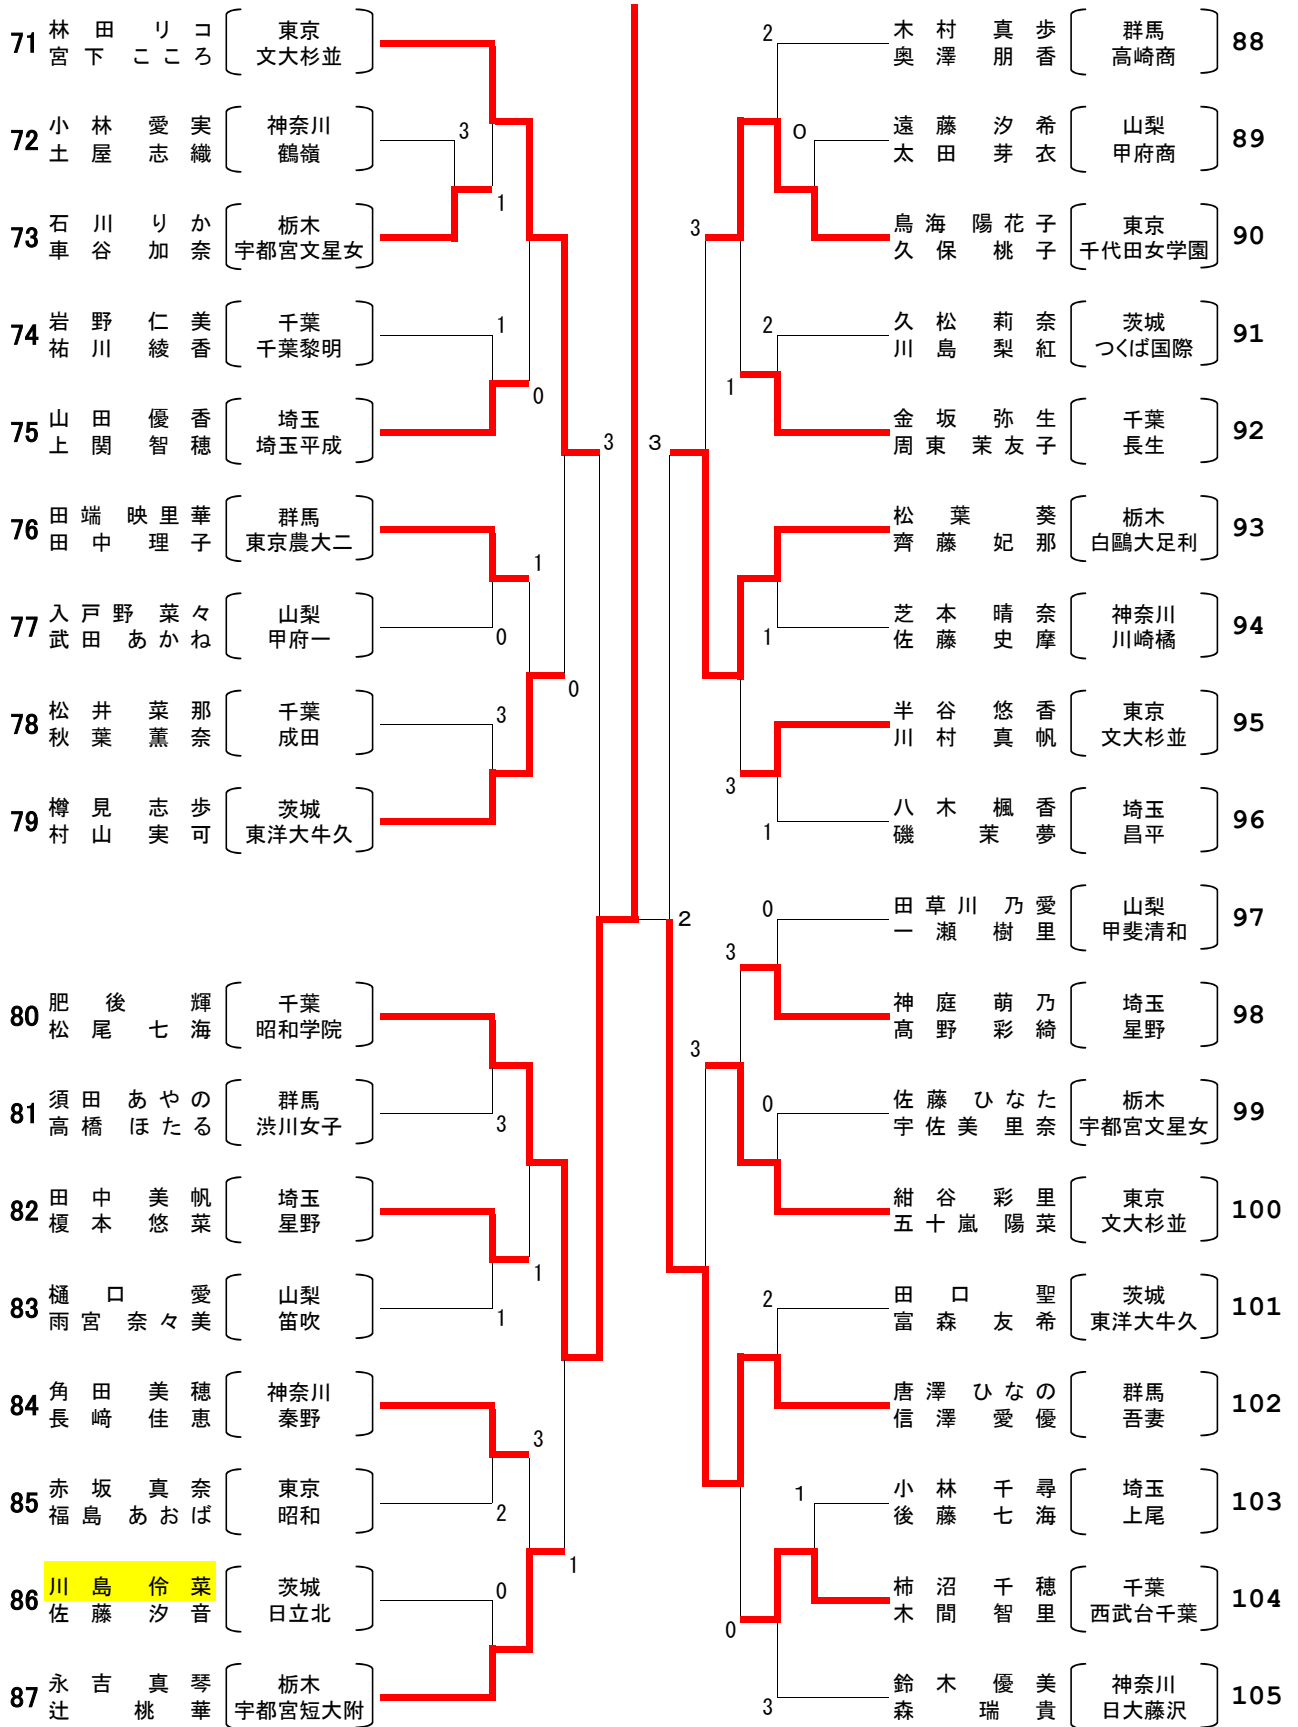 71 林田リコ 東京
宮下こころ 文大杉並
72 小林愛実 神奈川
土屋志織 鶴嶺
3
73 石川りか 栃木
車谷加奈 宇都宮文星女
1
74 岩野仁美 千葉
祐川綾香 千葉黎明
1
75 山田優香 埼玉
上関智穂 埼玉平成
0
3
76 田端映里華 群馬
田中理子 東京農大二
1
77 入戸野菜々 山梨
武田あかね 甲府一
0
0
78 松井菜那 千葉
秋葉薫奈 成田
3
79 樽見志歩 茨城
村山実可 東洋大牛久
80 肥後輝 千葉
松尾七海 昭和学院
81 須田あやの 群馬
高橋ほたる 渋川女子
3
82 田中美帆 埼玉
榎本悠菜 星野
1
83 樋口愛 山梨
雨宮奈々美 笛吹
1
84 角田美穂 神奈川
長﨑佳恵 秦野
3
85 赤坂真奈 東京
福島あおば 昭和
2
1
86 川島伶菜 茨城
佐藤汐音 日立北
0
87 永吉真琴 栃木
辻桃華 宇都宮短大附
2
木村真歩 群馬 88
奥澤朋香 高崎商
0
遠藤汐希 山梨 89
太田芽衣 甲府商
3
鳥海陽花子 東京 90
久保桃子 千代田女学園
2
久松莉奈 茨城 91
川島梨紅 つくば国際
1
金坂弥生 千葉 92
周東茉友子 長生
3
松葉葵 栃木 93
齊藤妃那 白鷗大足利
芝本晴奈 神奈川 94
佐藤史摩 川崎橘
1
半谷悠香 東京 95
川村真帆 文大杉並
3
八木楓香 埼玉 96
磯茉夢 昌平
1
0
田草川乃愛 山梨 97
一瀬樹里 甲斐清和
2
3
神庭萌乃 埼玉 98
髙野彩綺 星野
3
0
佐藤ひなた 栃木 99
宇佐美里奈 宇都宮文星女
紺谷彩里 東京 100
五十嵐陽菜 文大杉並
2
田口聖 茨城 101
富森友希 東洋大牛久
唐澤ひなの 群馬 102
信澤愛優 吾妻
1
小林千尋 埼玉 103
後藤七海 上尾
柿沼千穂 千葉 104
木間智里 西武台千葉
0
鈴木優美 神奈川 105
森瑞貴 日大藤沢
3